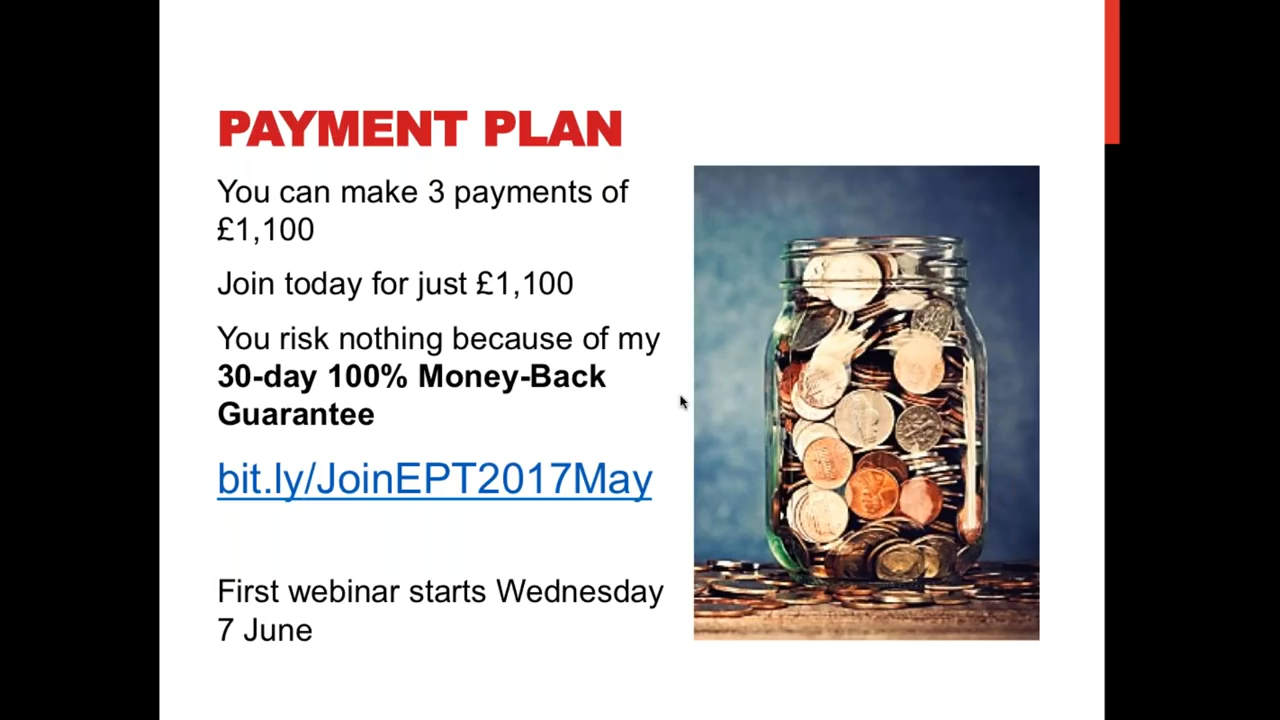 PAYMENT PLAN
You can make 3 payments of
£1,100
Join today for just £1,100
You risk nothing because of my
30-day 100% Money-Back
Guarantee
bit.ly/JoinEPT2017May
First webinar starts Wednesday
7 June